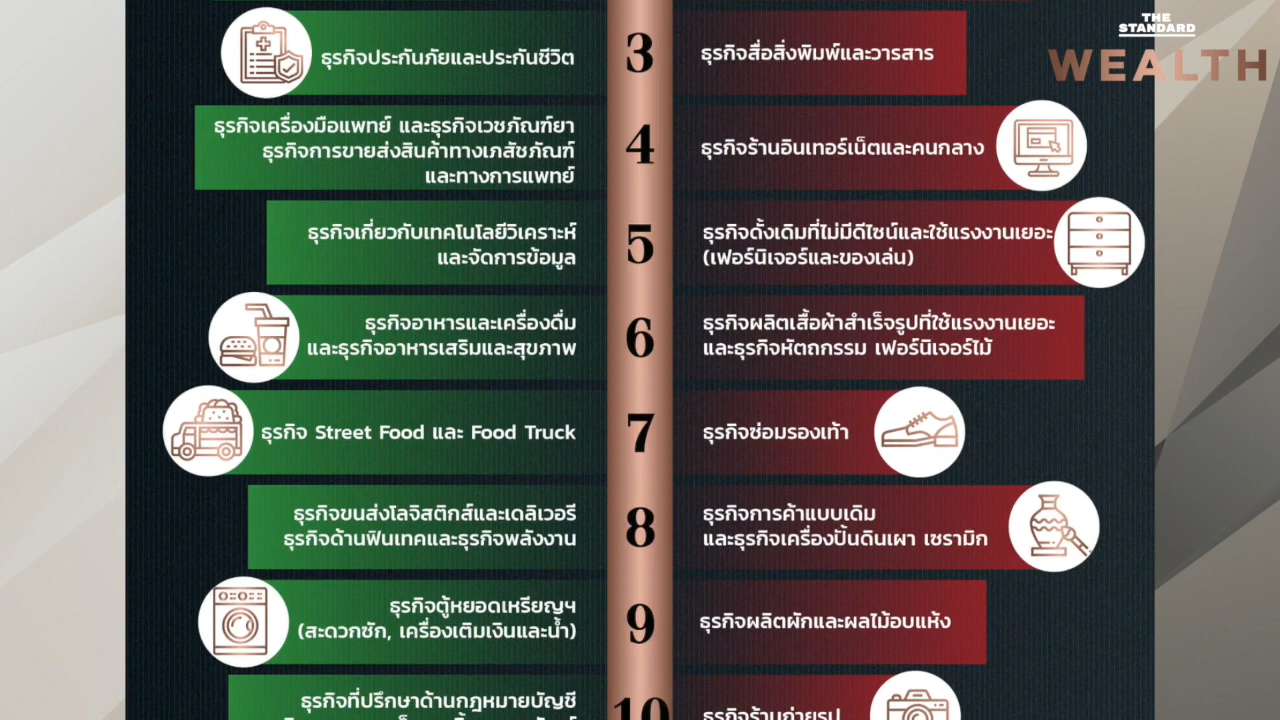 THE
STANDARD
WEALTH
ธุรกิจประกันภัยและประกันชีวิต
3
ธุรกิจสื่อสิ่งพิมพ์และวารสาร
ธุรกิจเครื่องมือแพทย์ และธุรกิจเวชภัณฑ์ยา
ธุรกิจการขายส่งสินค้าทางเภสัชภัณฑ์
และทางการแพทย์
4
ธุรกิจร้านอินเทอร์เน็ตและคนกลาง
ธุรกิจเกี่ยวกับเทคโนโลยีวิเคราะห์
และจัดการข้อมูล
5
ธุรกิจดั้งเดิมที่ไม่มีดีไซน์และใช้แรงงานเยอะ
(เฟอร์นิเจอร์และของเล่น)
ธุรกิจอาหารและเครื่องดื่ม
และธุรกิจอาหารเสริมและสุขภาพ
6
ธุรกิจผลิตเสื้อผ้าสำเร็จรูปที่ใช้แรงงานเยอะ
และธุรกิจหัตถกรรม เฟอร์นิเจอร์ไม้
ธุรกิจ Street Food และ Food Truck
7
ธุรกิจซ่อมรองเท้า
ธุรกิจขนส่งโลจิสติกส์และเดลิเวอรี
ธุรกิจด้านฟินเทคและธุรกิจพลังงาน
8
ธุรกิจการค้าแบบเดิม
และธุรกิจเครื่องปั้นดินเผา เซรามิก
ธุรกิจตู้หยอดเหรียญฯ
(สะดวกซัก, เครื่องเติมเงินและน้ำ)
9
ธุรกิจผลิตผักและผลไม้อบแห้ง
ธุรกิจที่ปรึกษาด้านกฎหมายบัญชี
10
ธุรกิจร้านถ่ายรูป